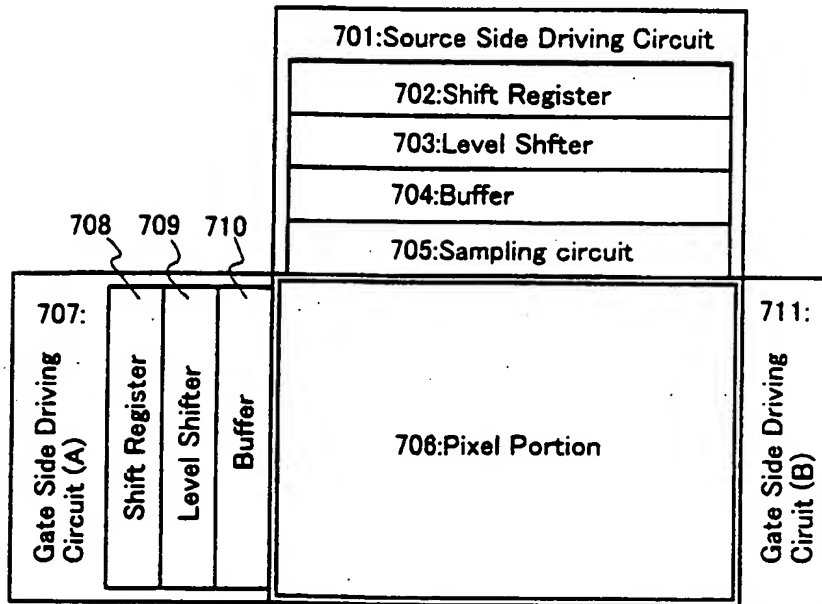 701:Source Side Driving Circuit
702:Shift Register
703:Level Shfter
704:Buffer
705:Sampling circuit
708 709 710
707:
Gate Side Driving
Circuit (A)
Shift Register
Level Shifter
Buffer
706:Pixel Portion
711:
Gate Side Driving
Ciruit (B)